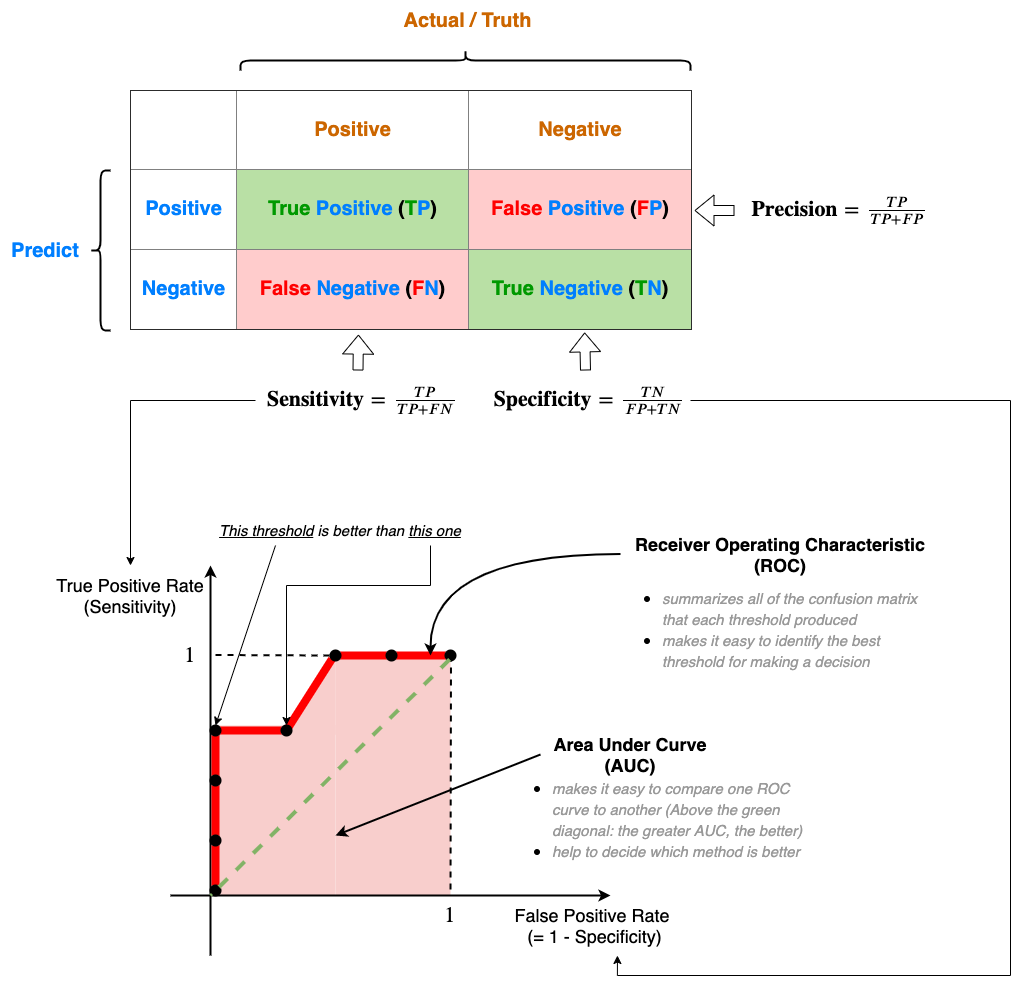 Actual / Truth
Positive
Negative
Predict
Positive
True Positive (TP)
False Positive (FP)
Precision = TP / TP+FP
Negative
False Negative (FN)
True Negative (TN)
Sensitivity = TP / TP+FN
Specificity = TN / FP+TN
This threshold is better than this one
True Positive Rate
(Sensitivity)
1
Receiver Operating Characteristic
(ROC)
summarizes all of the confusion matrix
that each threshold produced
makes it easy to identify the best
threshold for making a decision
Area Under Curve
(AUC)
makes it easy to compare one ROC
curve to another (Above the green
diagonal: the greater AUC, the better)
help to decide which method is better
1
False Positive Rate
(= 1 - Specificity)